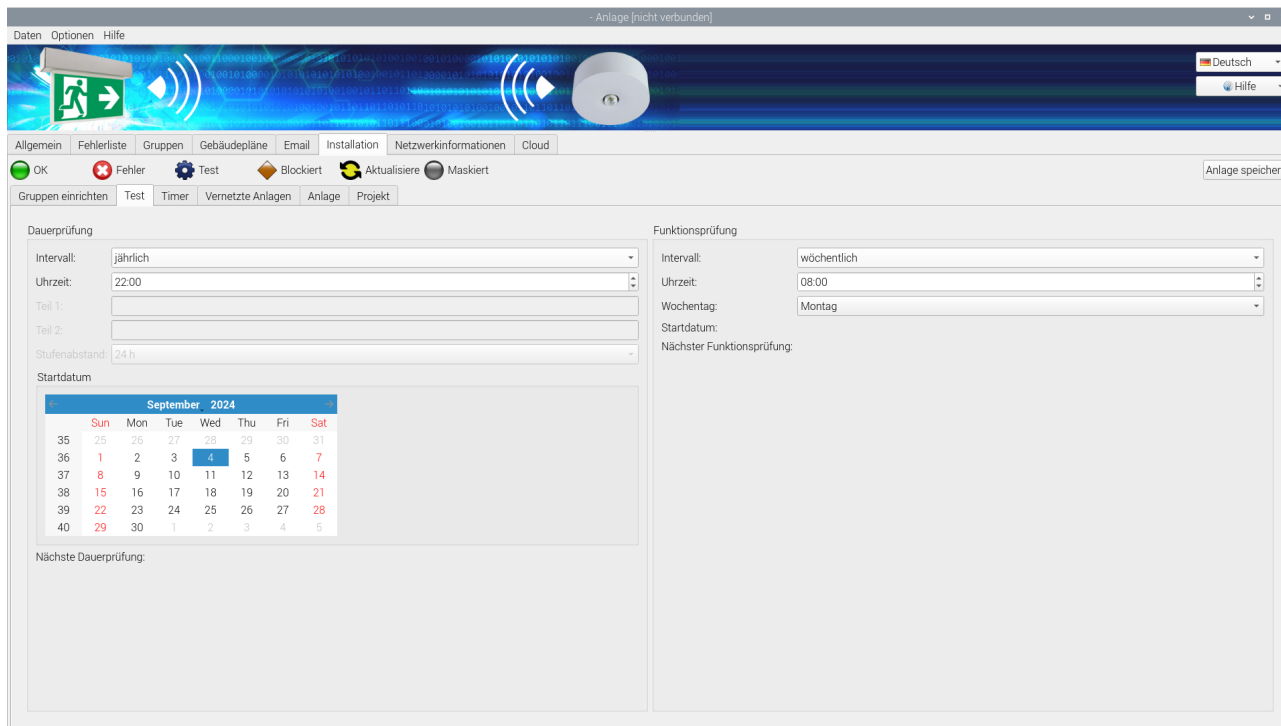 - Anlage [nicht verbunden]
Daten Optionen Hilfe
Deutsch
Hilfe
Allgemein Fehlerliste Gruppen Gebäudepläne Email Installation Netzwerkinformationen Cloud
OK Fehler Test Blockiert Aktualisiere Maskiert Anlage speicher
Gruppen einrichten Test Timer Vernetzte Anlagen Anlage Projekt
Dauerprüfung
Intervall: jährlich
Uhrzeit: 22:00
Teil 1:
Teil 2:
Stufenabstand: 24 h
Startdatum
September 2024
Sun Mon Tue Wed Thu Fri Sat
35 25 26 27 28 29 30 31
36 1 2 3 4 5 6 7
37 8 9 10 11 12 13 14
38 15 16 17 18 19 20 21
39 22 23 24 25 26 27 28
40 29 30 1 2 3 4 5
Nächste Dauerprüfung:
Funktionsprüfung
Intervall: wöchentlich
Uhrzeit: 08:00
Wochentag: Montag
Startdatum:
Nächster Funktionsprüfung: